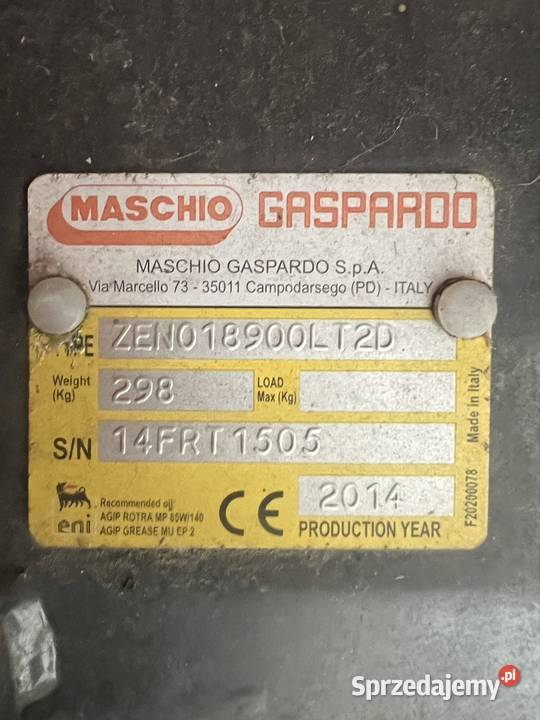 MASCHIO GASPARDO
MASCHIO GASPARDO S.p.A.
Via Marcello 73 - 35011 Campodarsego (PD) - ITALY
ZEN018900LT2D
Weight (Kg) 298 LOAD Max (Kg)
S/N 14FRT1505
eni
Recommended oil:
AGIP ROTRA MP 85W/140
AGIP GREASE MU EP 2
CE
2014
PRODUCTION YEAR
F20200078 Made in Italy
Sprzedajemy.pl